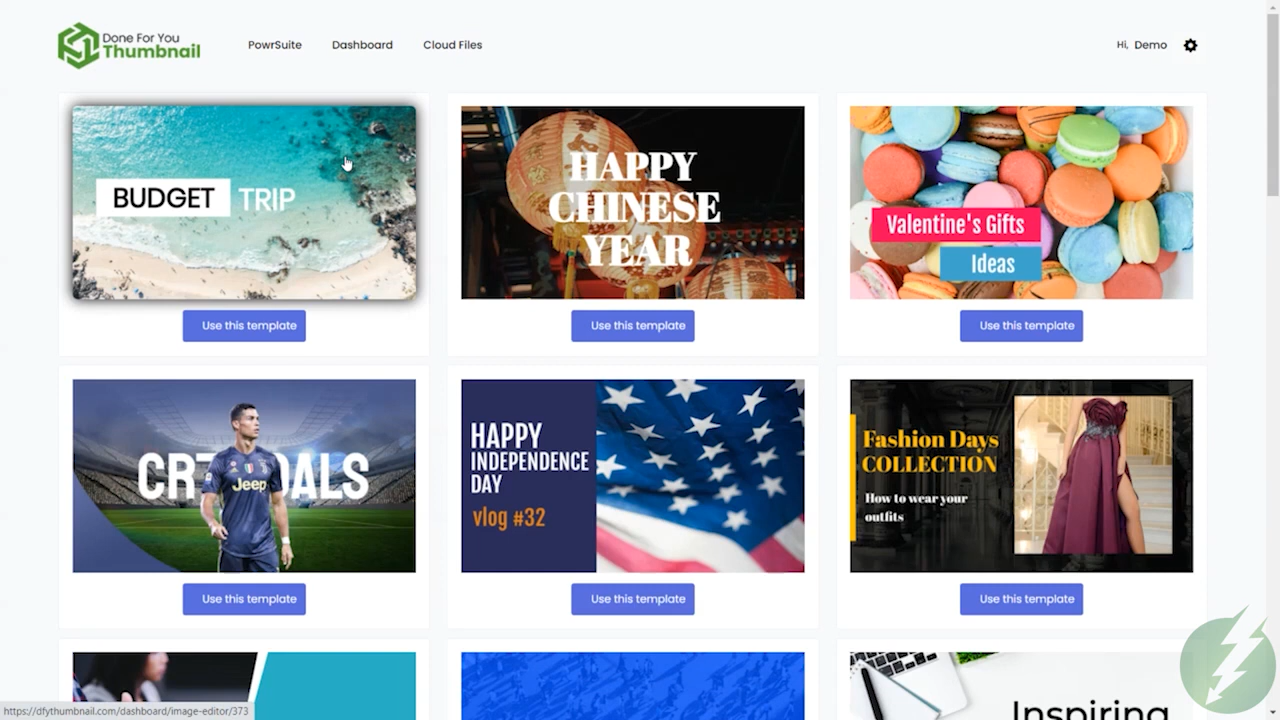 Done For You
Thumbnail
PowrSuite
Dashboard
Cloud Files
Hi, Demo
BUDGET TRIP
HAPPY
CHINESE
YEAR
Valentine's Gifts
Ideas
Use this template
Use this template
Use this template
CR7 GOALS
Jeep
HAPPY
INDEPENDENCE
DAY
vlog #32
Fashion Days
COLLECTION
How to wear your
outfits
Use this template
Use this template
Use this template
Inspiring
https://dfythumbnail.com/dashboard/image-editor/373